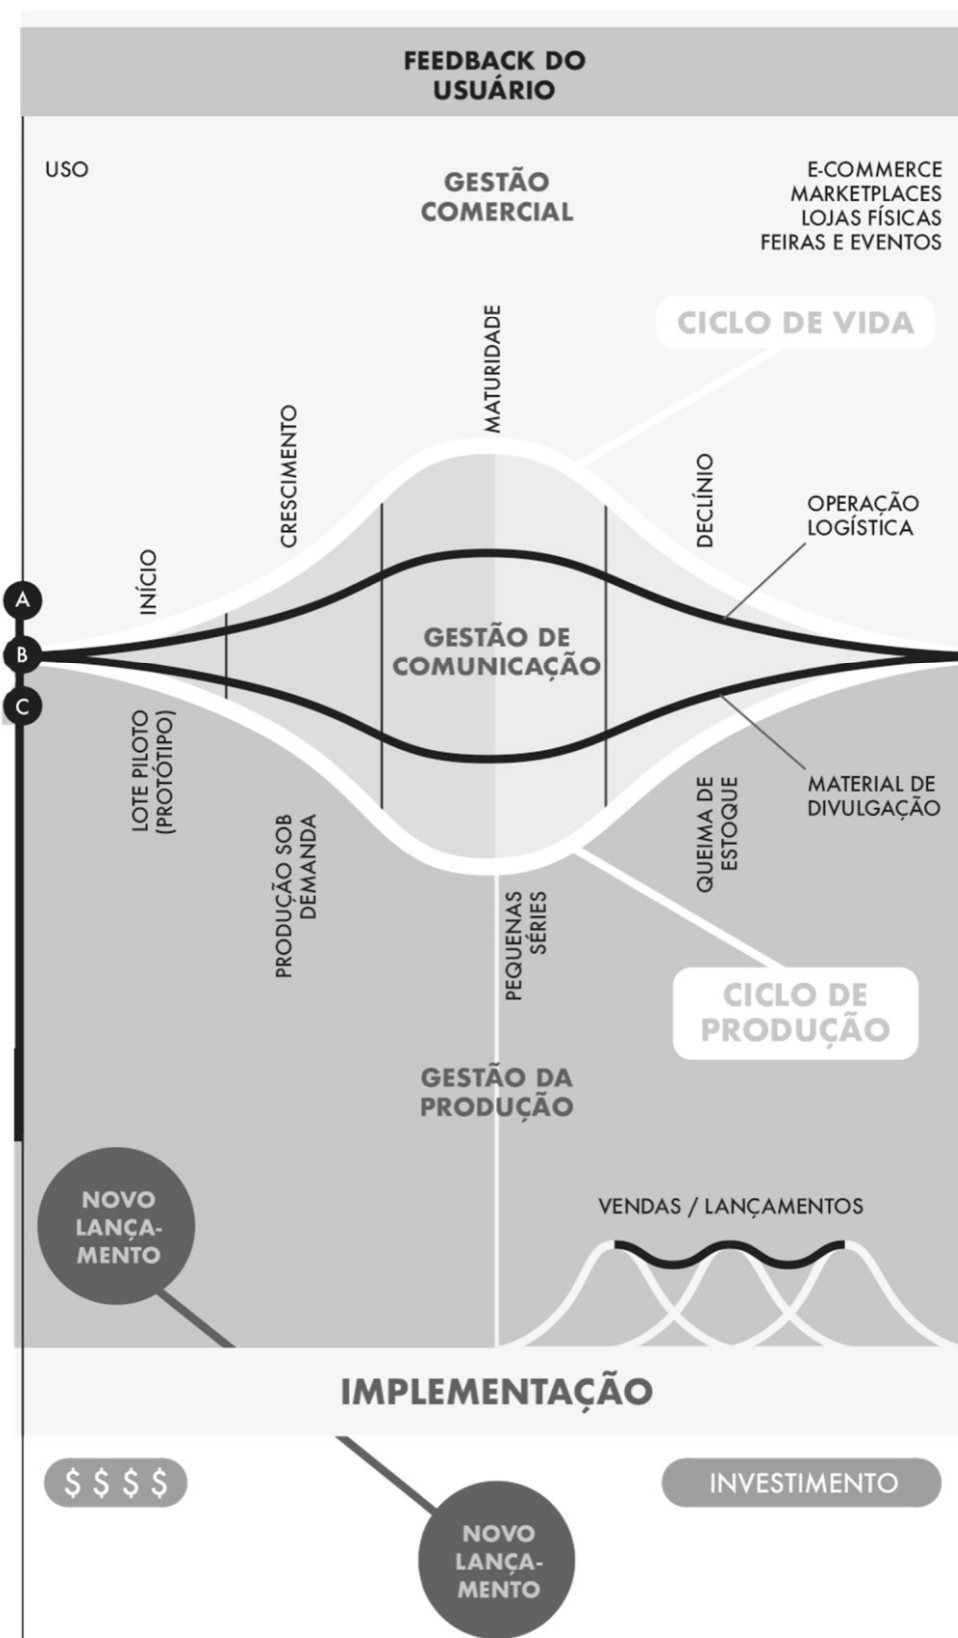 FEEDBACK DO
USUÁRIO
USO
GESTÃO
COMERCIAL
E-COMMERCE
MARKETPLACES
LOJAS FÍSICAS
FEIRAS E EVENTOS
CICLO DE VIDA
MATURIDADE
CRESCIMENTO
DECLÍNIO
OPERAÇÃO
LOGÍSTICA
INÍCIO
A
B
C
GESTÃO DE
COMUNICAÇÃO
LOTE PILOTO
(PROTÓTIPO)
PRODUÇÃO SOB
DEMANDA
PEQUENAS
SÉRIES
QUEIMA DE
ESTOQUE
MATERIAL DE
DIVULGAÇÃO
CICLO DE
PRODUÇÃO
GESTÃO DA
PRODUÇÃO
NOVO
LANÇA-
MENTO
VENDAS / LANÇAMENTOS
IMPLEMENTAÇÃO
$ $ $ $
INVESTIMENTO
NOVO
LANÇA-
MENTO